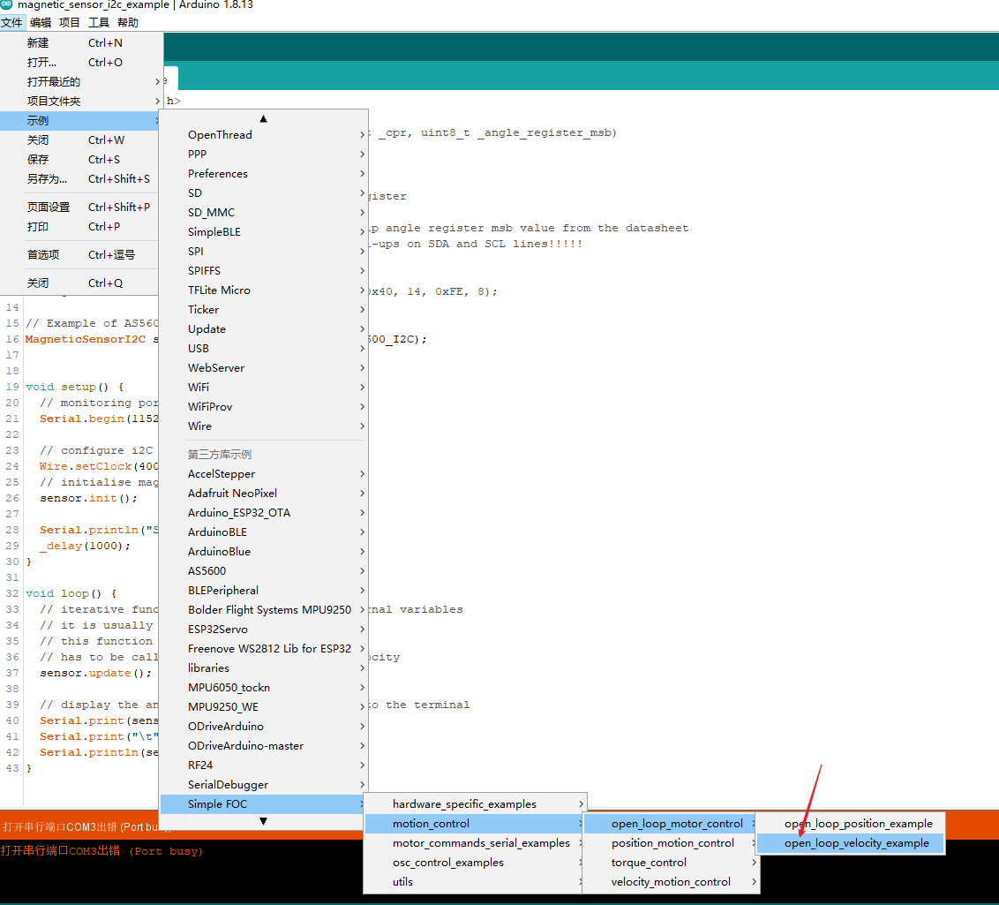 magnetic_sensor_i2c_example | Arduino 1.8.13
文件 编辑 项目 工具 帮助
新建 Ctrl+N
打开... Ctrl+O
打开最近的
项目文件夹
示例
关闭 Ctrl+W
保存 Ctrl+S
另存为... Ctrl+Shift+S
页面设置 Ctrl+Shift+P
打印 Ctrl+P
首选项 Ctrl+逗号
关闭 Ctrl+Q
OpenThread
PPP
Preferences
SD
SD_MMC
SimpleBLE
SPI
SPIFFS
TFLite Micro
Ticker
Update
USB
WebServer
WiFi
WiFiProv
Wire
第三方库示例
AccelStepper
Adafruit NeoPixel
Arduino_ESP32_OTA
ArduinoBLE
ArduinoBlue
AS5600
BLEPeripheral
Bolder Flight Systems MPU9250
ESP32Servo
Freenove WS2812 Lib for ESP32
libraries
MPU6050_tockn
MPU9250_WE
ODriveArduino
ODriveArduino-master
RF24
SerialDebugger
Simple FOC
hardware_specific_examples
motion_control
motor_commands_serial_examples
osc_control_examples
utils
open_loop_motor_control
position_motion_control
torque_control
velocity_motion_control
open_loop_position_example
open_loop_velocity_example
h>
_cpr, uint8_t _angle_register_msb)
gister
p angle register msb value from the datasheet
-ups on SDA and SCL lines!!!!!
0x40, 14, 0xFE, 8);
14
15 // Example of AS560
16 MagneticSensorI2C s 500_I2C);
17
18
19 void setup() {
20 // monitoring por
21 Serial.begin(1152
22
23 // configure i2C
24 Wire.setClock(400
25 // initialise mag
26 sensor.init();
27
28 Serial.println("S
29 _delay(1000);
30 }
31
32 void loop() {
33 // iterative func rnal variables
34 // it is usually
35 // this function
36 // has to be call ocity
37 sensor.update();
38
39 // display the an to the terminal
40 Serial.print(sens
41 Serial.print("\t"
42 Serial.println(se
43 }
打开串行端口COM3出错 (Port bus
打开串行端口COM3出错 (Port busy)